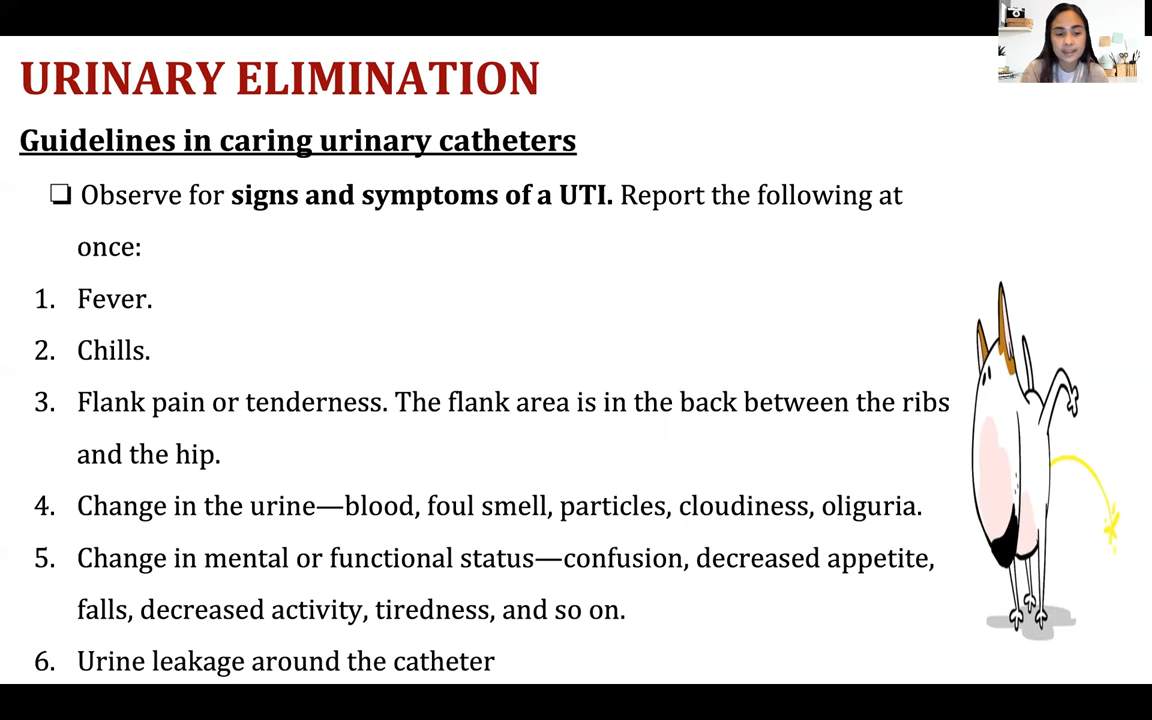 URINARY ELIMINATION
Guidelines in caring urinary catheters
❏ Observe for signs and symptoms of a UTI. Report the following at
once:
1. Fever.
2. Chills.
3. Flank pain or tenderness. The flank area is in the back between the ribs
and the hip.
4. Change in the urine—blood, foul smell, particles, cloudiness, oliguria.
5. Change in mental or functional status—confusion, decreased appetite,
falls, decreased activity, tiredness, and so on.
6. Urine leakage around the catheter